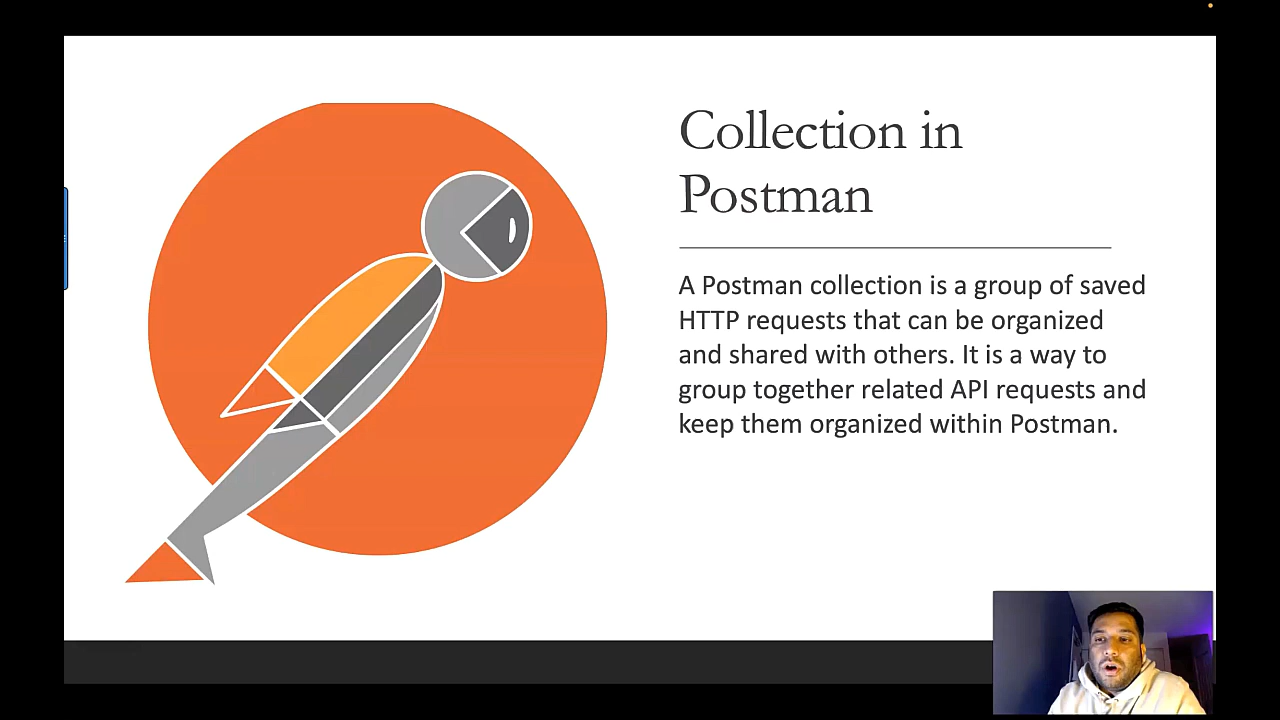 Collection in
Postman
A Postman collection is a group of saved
HTTP requests that can be organized
and shared with others. It is a way to
group together related API requests and
keep them organized within Postman.